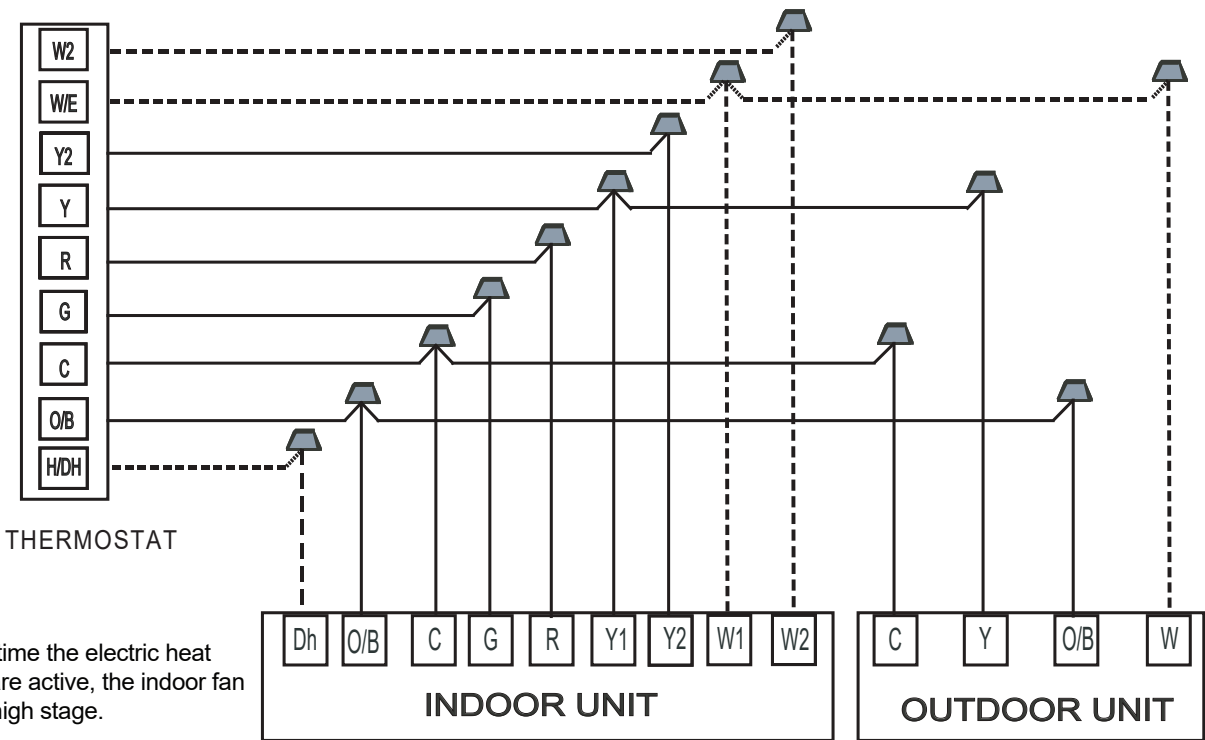 W2
W/E
Y2
Y
R
G
C
O/B
H/DH
THERMOSTAT
time the electric heat
are active, the indoor fan
high stage.
Dh O/B C G R Y1 Y2 W1 W2
INDOOR UNIT
C Y O/B W
OUTDOOR UNIT